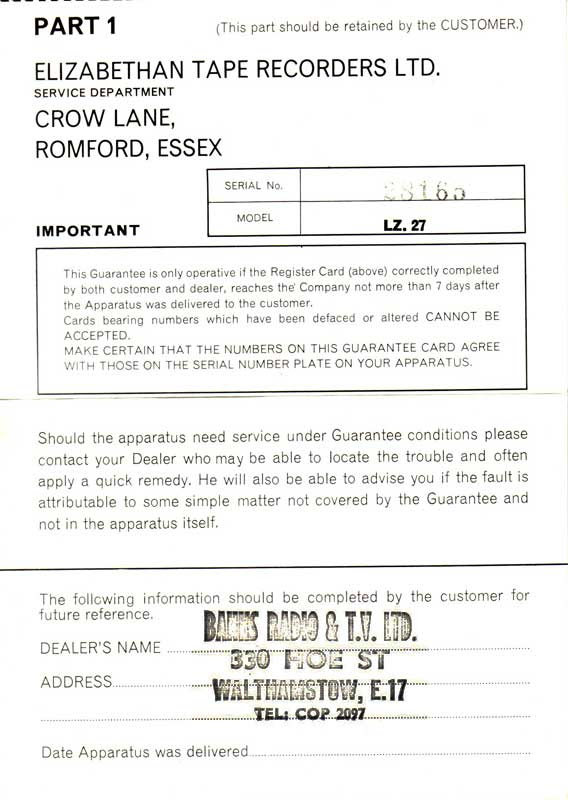 PART 1
(This part should be retained by the CUSTOMER.)
ELIZABETHAN TAPE RECORDERS LTD.
SERVICE DEPARTMENT
CROW LANE,
ROMFORD, ESSEX
SERIAL No. 28165
MODEL LZ. 27
IMPORTANT
This Guarantee is only operative if the Register Card (above) correctly completed
by both customer and dealer, reaches the Company not more than 7 days after
the Apparatus was delivered to the customer.
Cards bearing numbers which have been defaced or altered CANNOT BE
ACCEPTED.
MAKE CERTAIN THAT THE NUMBERS ON THIS GUARANTEE CARD AGREE
WITH THOSE ON THE SERIAL NUMBER PLATE ON YOUR APPARATUS.
Should the apparatus need service under Guarantee conditions please
contact your Dealer who may be able to locate the trouble and often
apply a quick remedy. He will also be able to advise you if the fault is
attributable to some simple matter not covered by the Guarantee and
not in the apparatus itself.
The following information should be completed by the customer for
future reference.
BANKS RADIO & T.V. LTD.
DEALER'S NAME
330 HOE ST
ADDRESS
WALTHAMSTOW, E.17
TEL: COP 2097
Date Apparatus was delivered